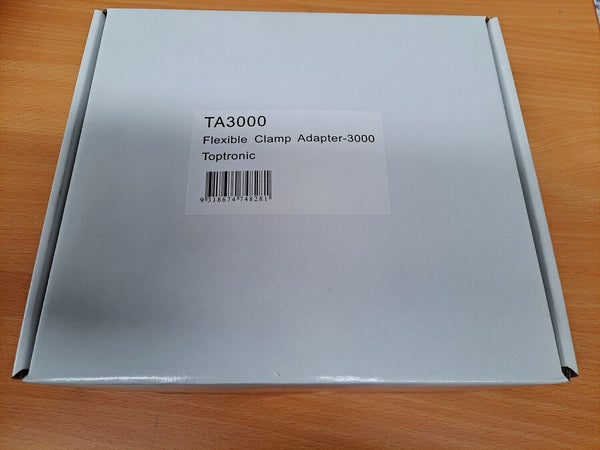 TA3000
Flexible Clamp Adapter-3000
Toptronic
9 318674 748281